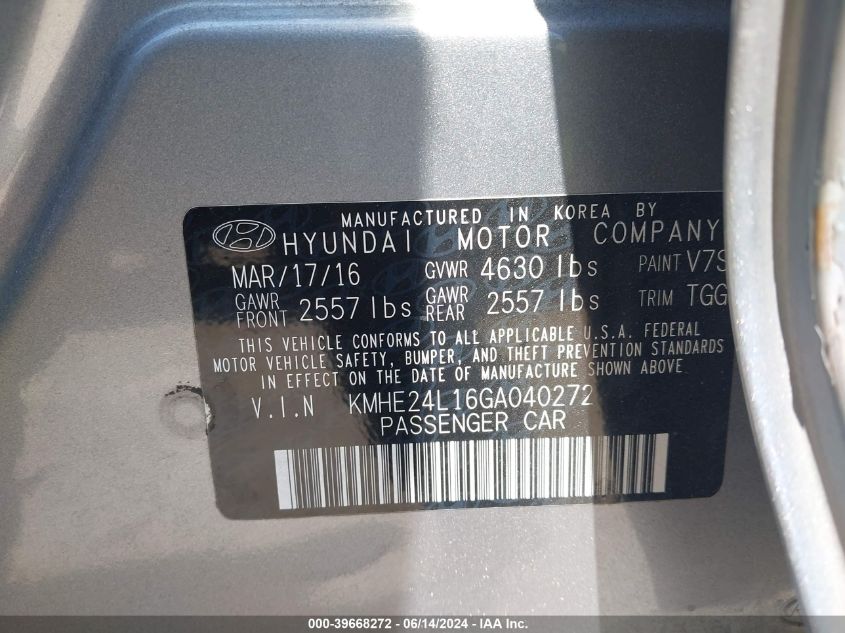 MANUFACTURED IN KOREA BY
HYUNDAI MOTOR COMPANY
MAR/17/16 GVWR 4630 lbs PAINT V7S
GAWR FRONT 2557 lbs GAWR REAR 2557 lbs TRIM TGG
THIS VEHICLE CONFORMS TO ALL APPLICABLE U.S.A. FEDERAL
MOTOR VEHICLE SAFETY, BUMPER, AND THEFT PREVENTION STANDARDS
IN EFFECT ON THE DATE OF MANUFACTURE SHOWN ABOVE.
V.I.N KMHE24L16GA040272
PASSENGER CAR
000-39668272 - 06/14/2024 - IAA Inc.